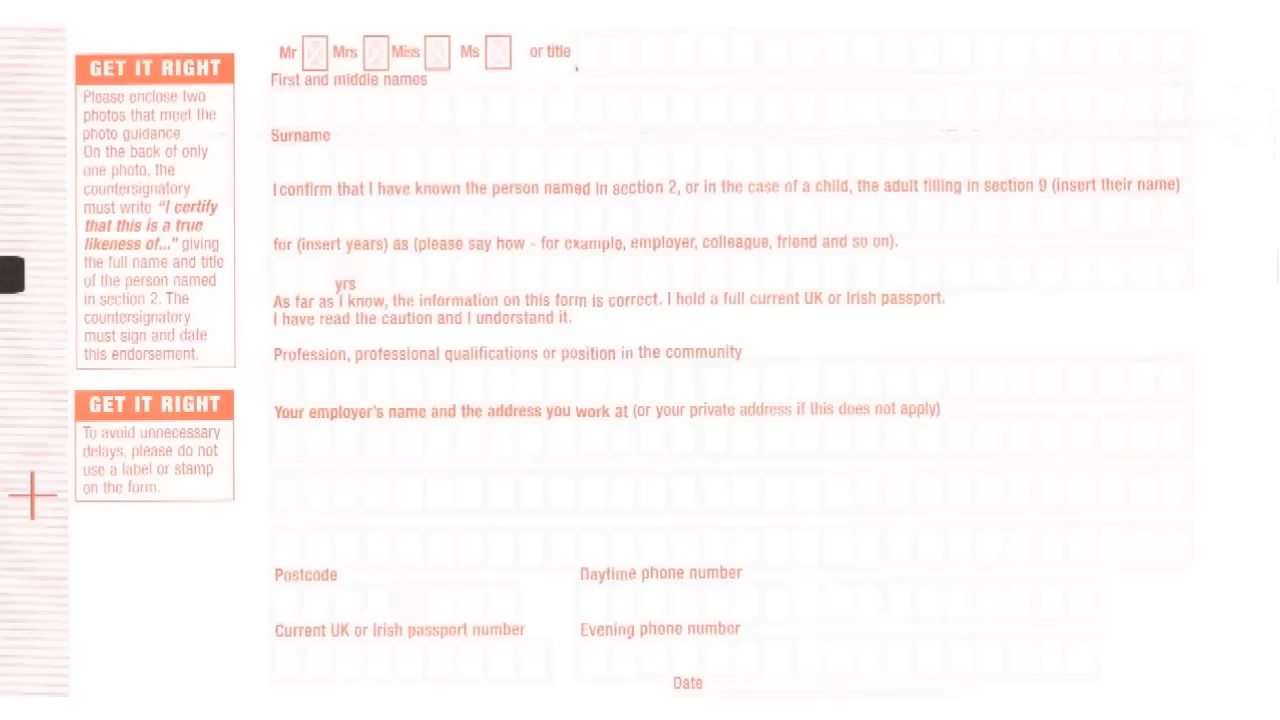 Mr Mrs Miss Ms or title
First and middle names
Surname
I confirm that I have known the person named in section 2, or in the case of a child, the adult filling in section 9 (insert their name)
for (insert years) as (please say how - for example, employer, colleague, friend and so on).
yrs
As far as I know, the information on this form is correct. I hold a full current UK or Irish passport.
I have read the caution and I understand it.
Profession, professional qualifications or position in the community
Your employer's name and the address you work at (or your private address if this does not apply)
Postcode Daytime phone number
Current UK or Irish passport number Evening phone number
Date
GET IT RIGHT
Please enclose two
photos that meet the
photo guidance.
On the back of only
one photo, the
countersignatory
must write "I certify
that this is a true
likeness of..." giving
the full name and title
of the person named
in section 2. The
countersignatory
must sign and date
this endorsement.
GET IT RIGHT
To avoid unnecessary
delays, please do not
use a label or stamp
on the form.